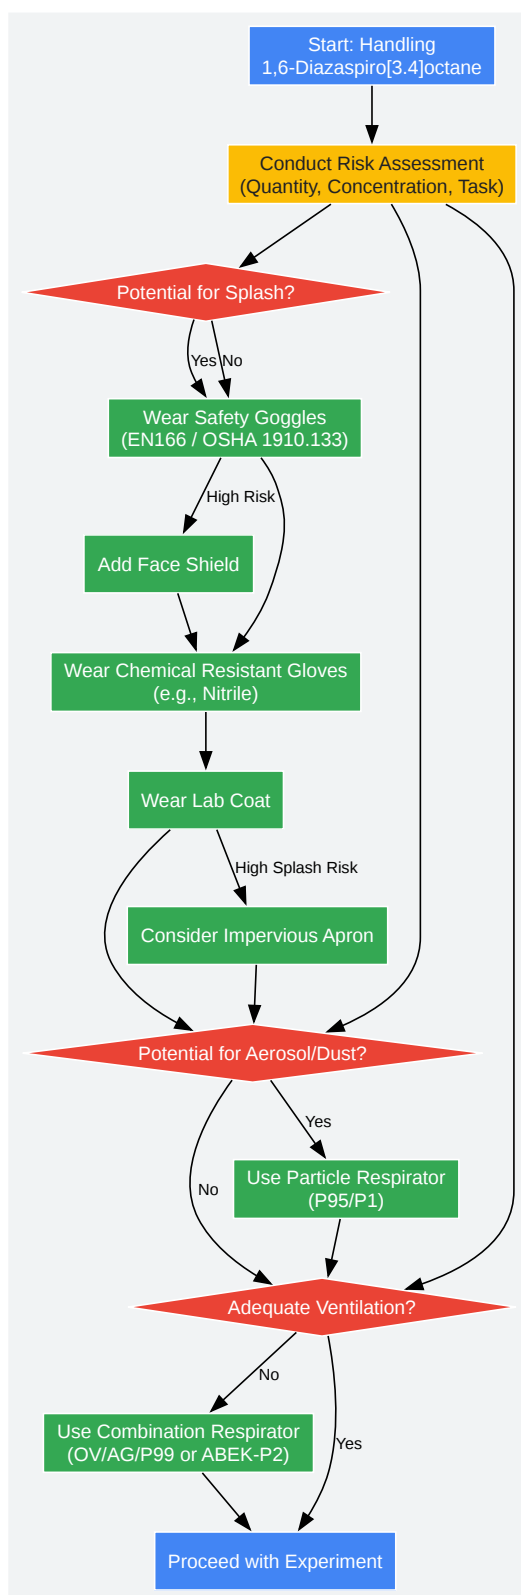 Start: Handling
1,6-Diazaspiro[3.4]octane
Conduct Risk Assessment
(Quantity, Concentration, Task)
Potential for Splash?
Yes
No
Wear Safety Goggles
(EN166 / OSHA 1910.133)
High Risk
Add Face Shield
Wear Chemical Resistant Gloves
(e.g., Nitrile)
Wear Lab Coat
High Splash Risk
Consider Impervious Apron
Potential for Aerosol/Dust?
Yes
No
Use Particle Respirator
(P95/P1)
Adequate Ventilation?
No
Yes
Use Combination Respirator
(OV/AG/P99 or ABEK-P2)
Proceed with Experiment